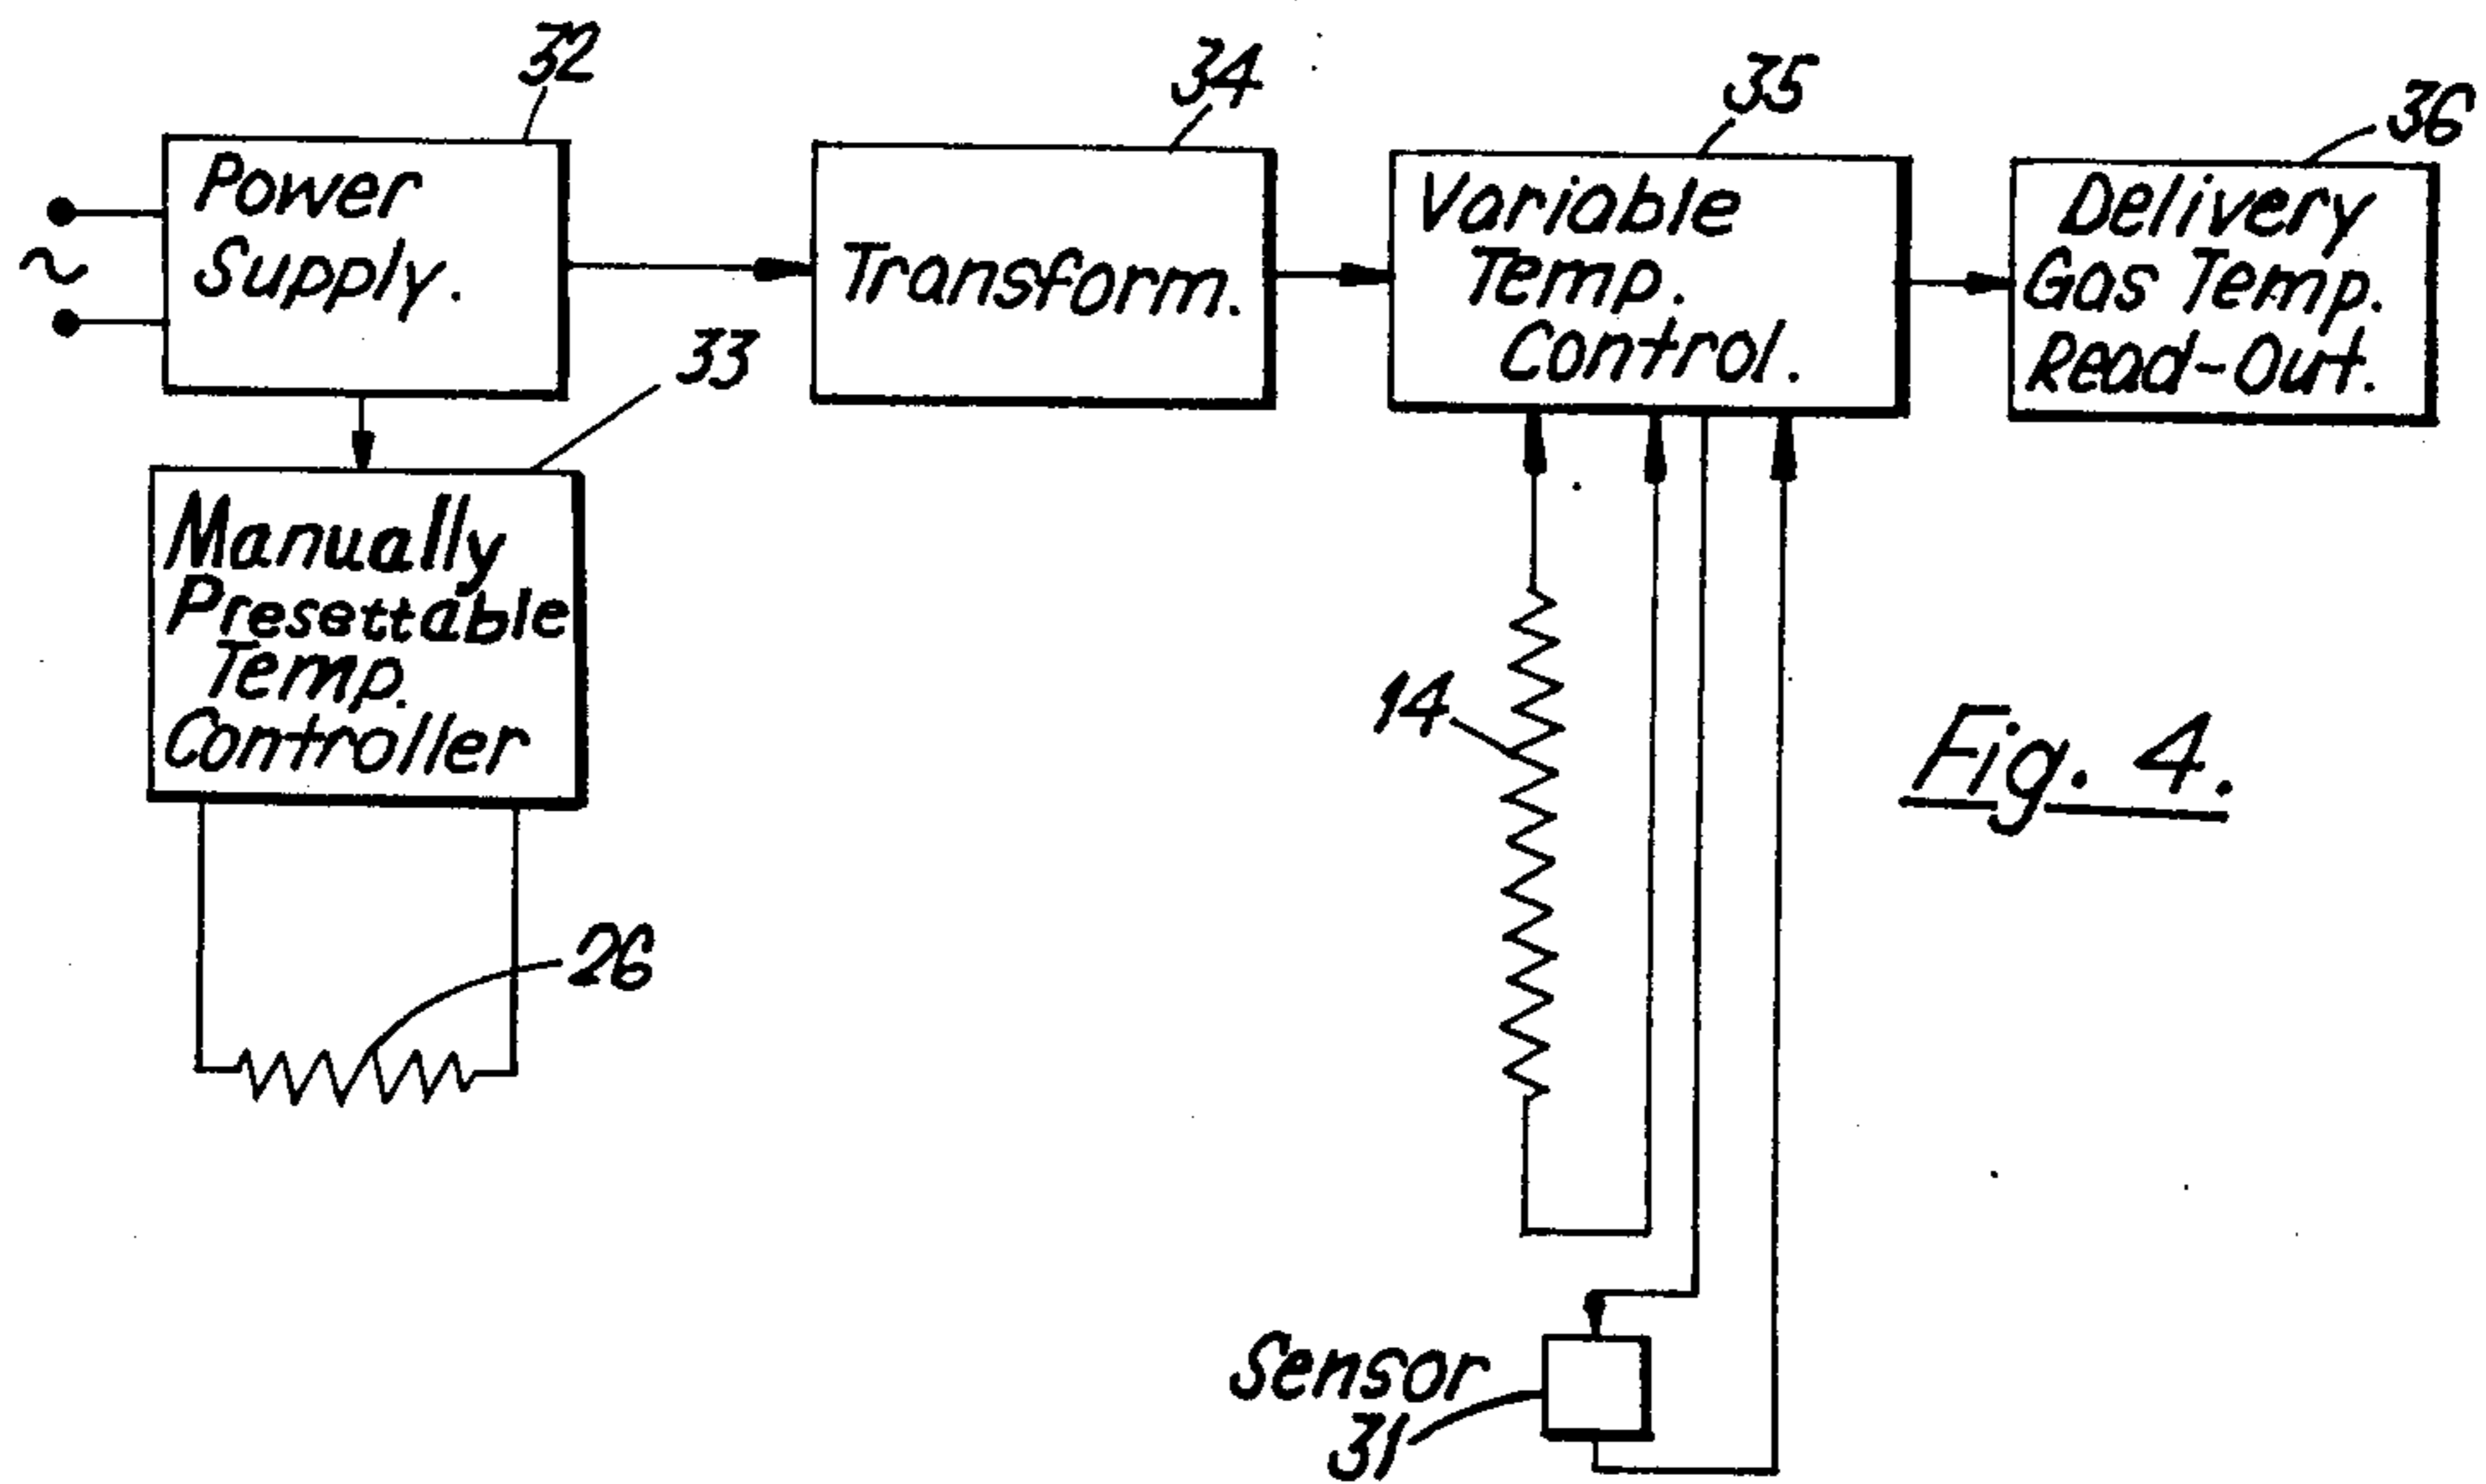 32
34
35
36
Power
Supply.
Transform.
Variable
Temp.
Control.
Delivery
Gas Temp.
Read-Out.
~
33
Manually
Presettable
Temp.
Controller
26
14
Fig. 4.
Sensor
31